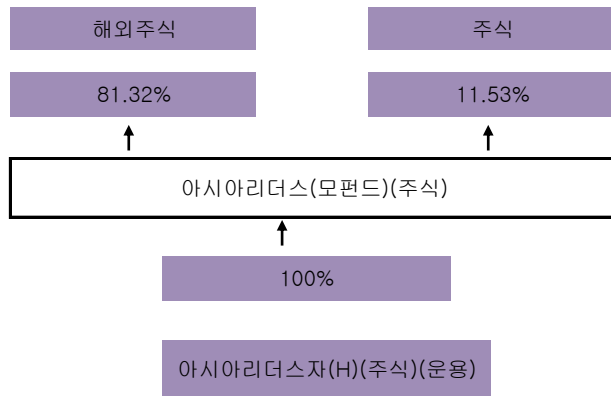 해외주식
주식
81.32%
11.53%
아시아리더스(모펀드)(주식)
100%
아시아리더스자(H)(주식)(운용)